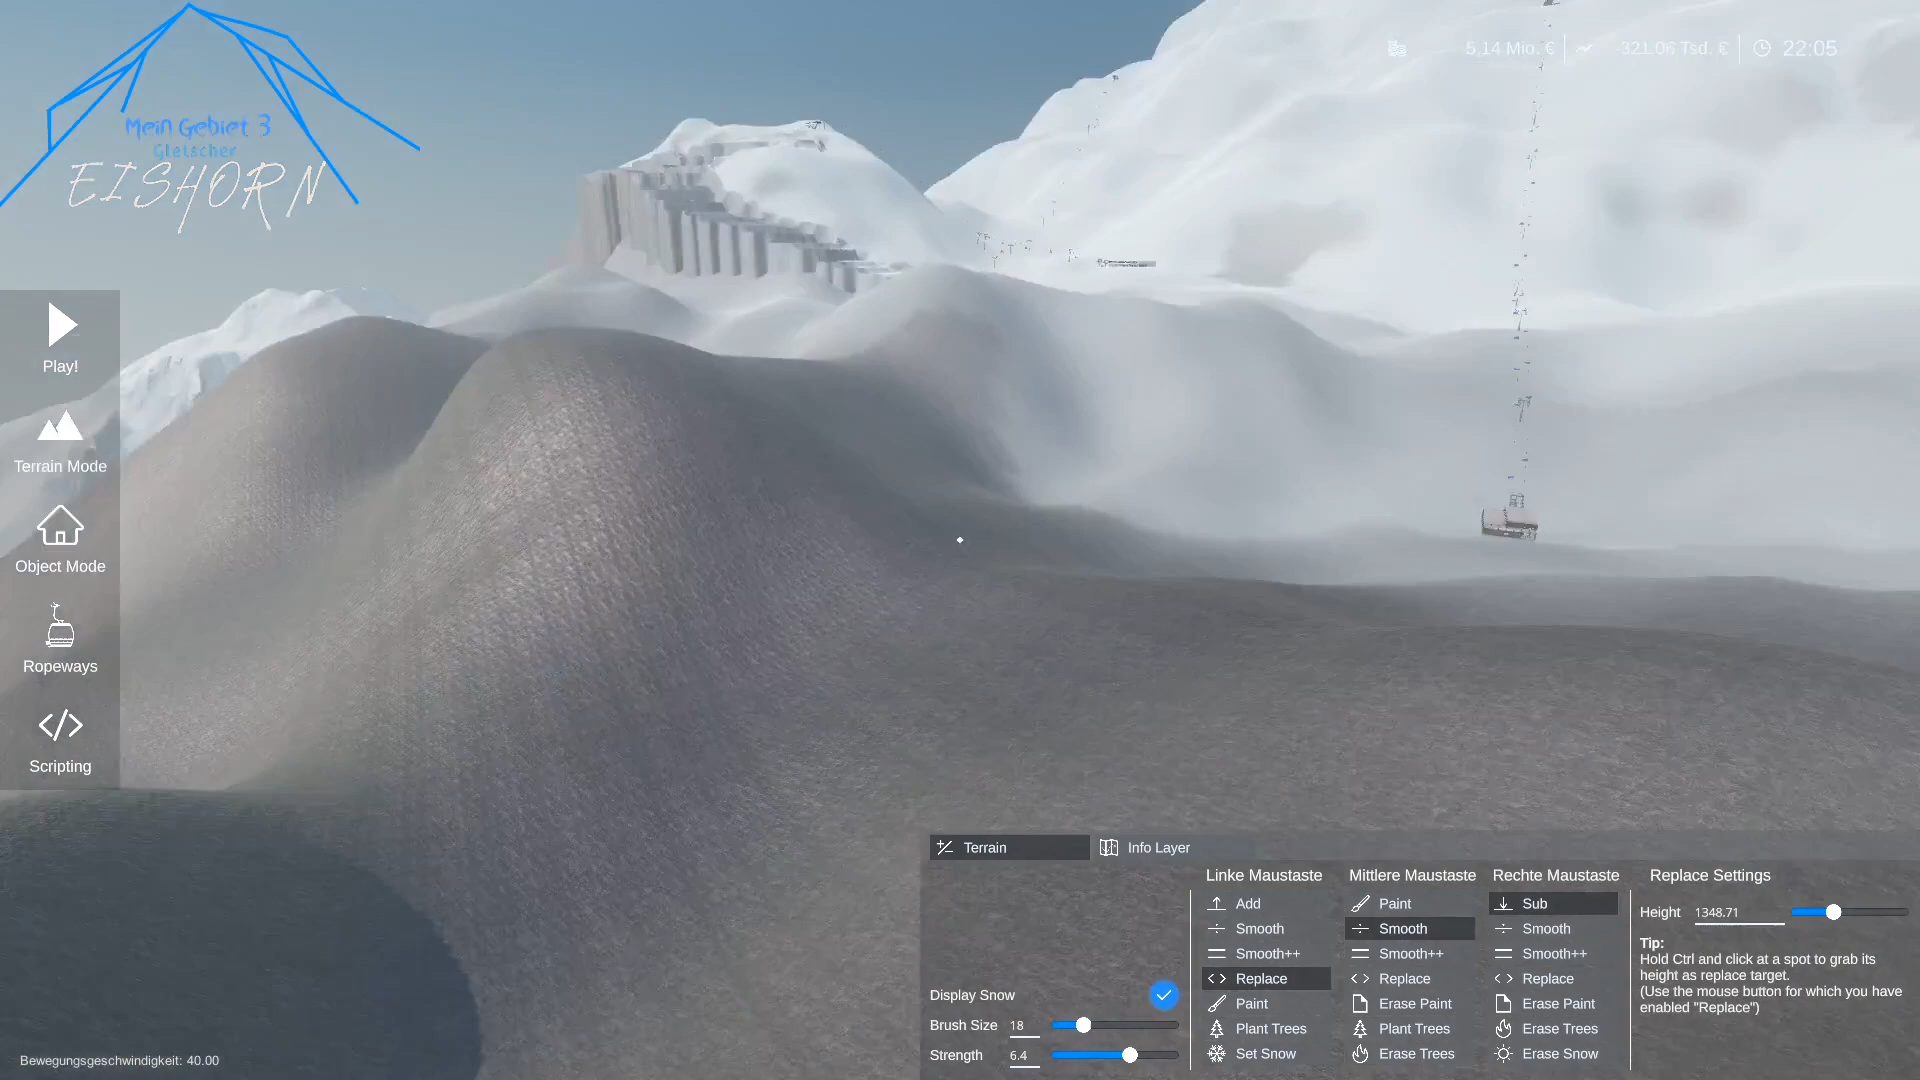 Mein Gebiet 3
Gletscher
EISHORN
5,14 Mio. €
-321.06 Tsd. €
22:05
Play!
Terrain Mode
Object Mode
Ropeways
Scripting
Bewegungsgeschwindigkeit: 40.00
Terrain
Info Layer
Display Snow
Brush Size 18
Strength 6.4
Linke Maustaste
Add
Smooth
Smooth++
Replace
Paint
Plant Trees
Set Snow
Mittlere Maustaste
Paint
Smooth
Smooth++
Replace
Erase Paint
Plant Trees
Erase Trees
Rechte Maustaste
Sub
Smooth
Smooth++
Replace
Erase Paint
Erase Trees
Erase Snow
Replace Settings
Height 1348.71
Tip:
Hold Ctrl and click at a spot to grab its
height as replace target.
(Use the mouse button for which you have
enabled "Replace")